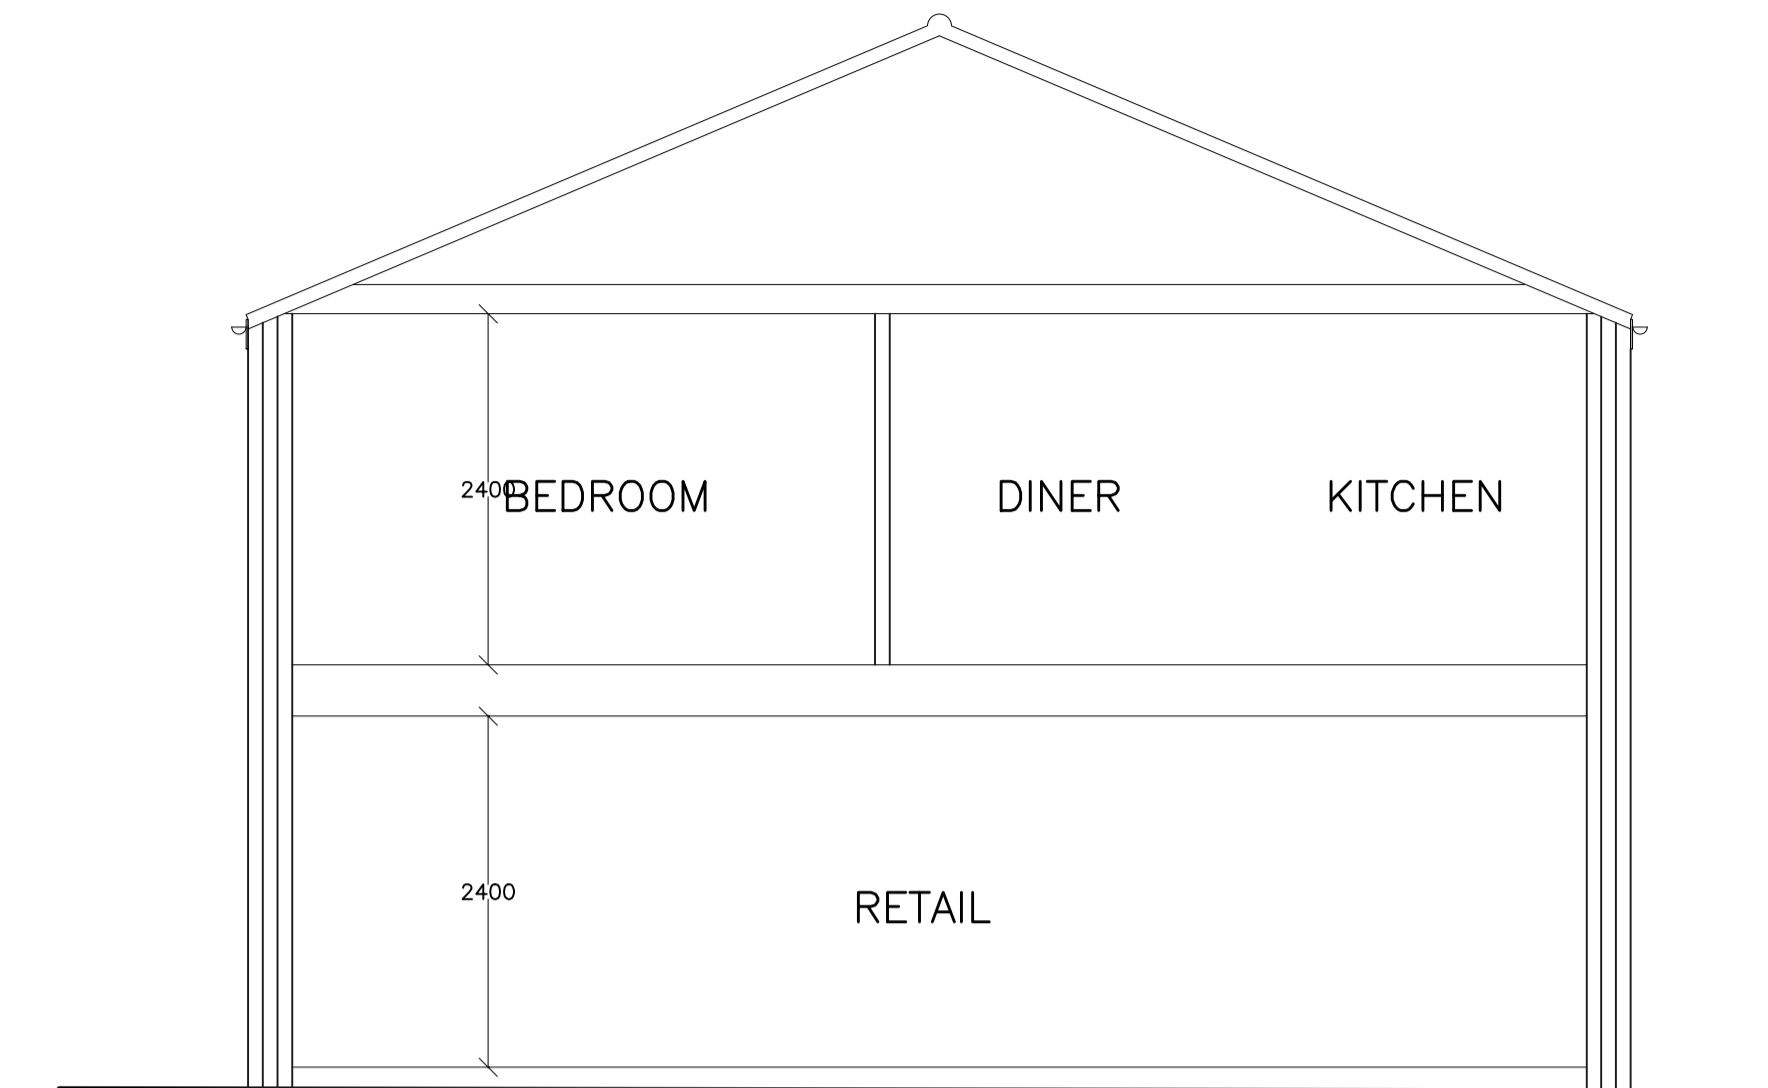 2400
BEDROOM
DINER
KITCHEN
2400
RETAIL